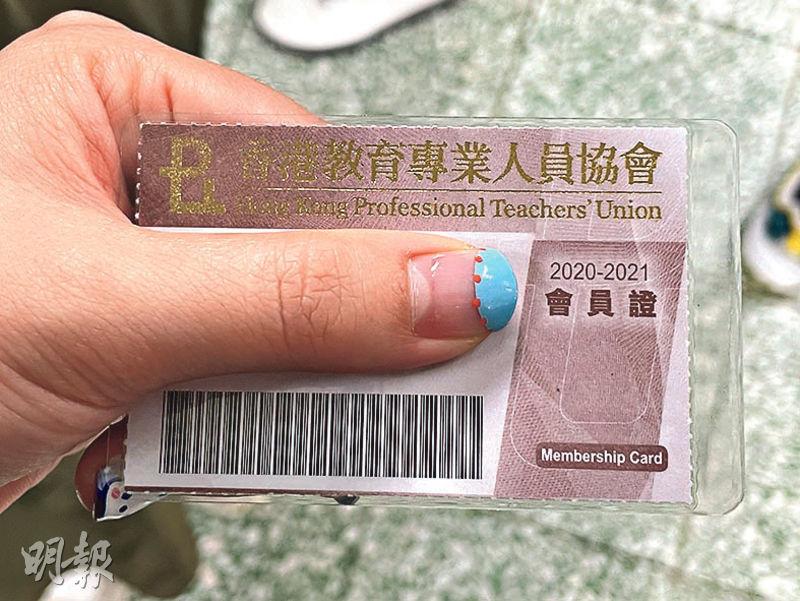 香港教育專業人員協會
Hong Kong Professional Teachers' Union
2020-2021
會員證
Membership Card
明報